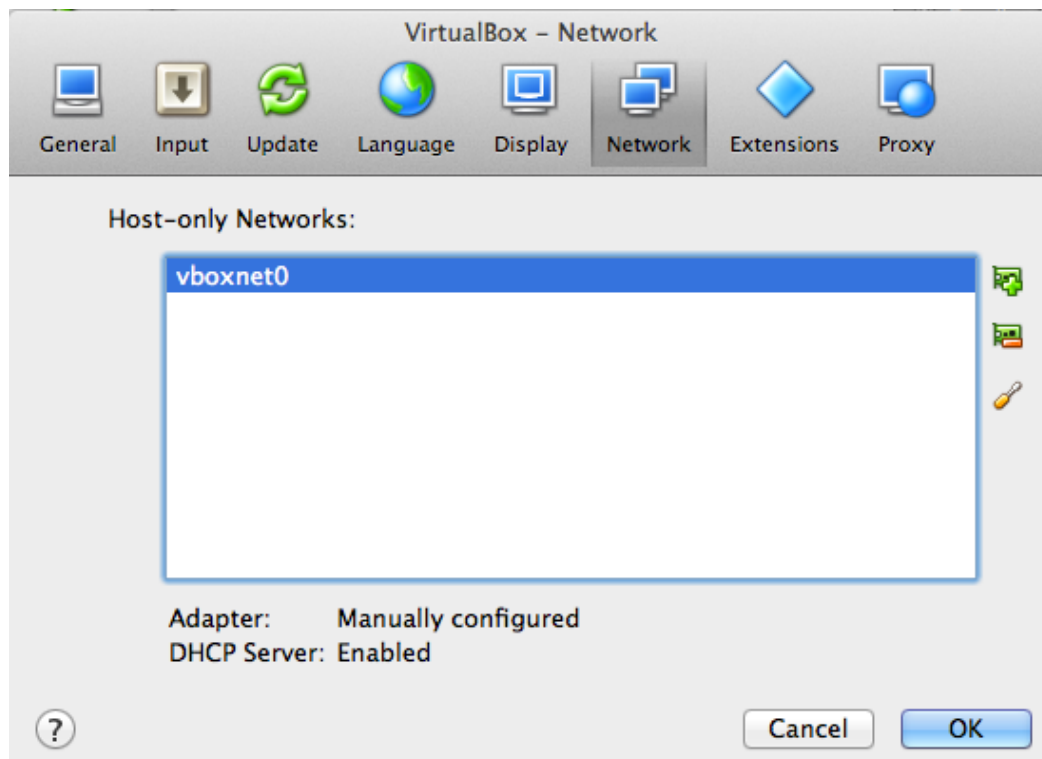 VirtualBox – Network
General Input Update Language Display Network Extensions Proxy
Host-only Networks:
vboxnet0
Adapter: Manually configured
DHCP Server: Enabled
? Cancel OK